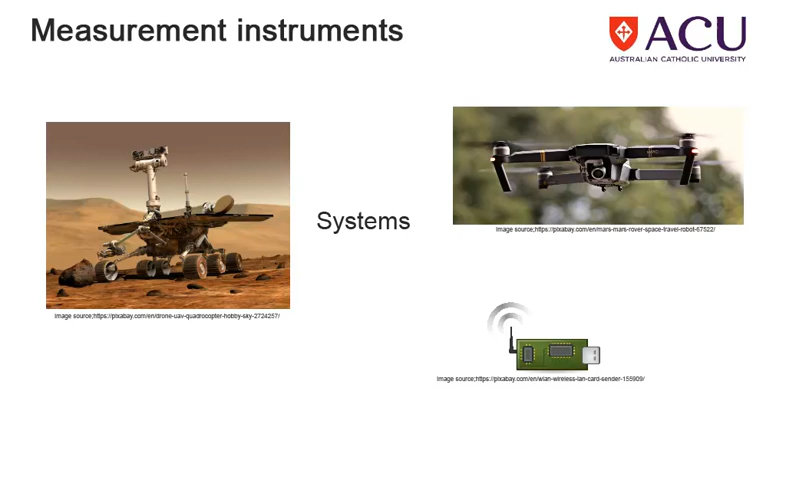 Measurement instruments
ACU
AUSTRALIAN CATHOLIC UNIVERSITY
Systems
Image source;https://pixabay.com/en/mars-mars-rover-space-travel-robot-67522/
Image source;https://pixabay.com/en/drone-uav-quadrocopter-hobby-sky-2724257/
Image source;https://pixabay.com/en/wlan-wireless-lan-card-sender-155909/